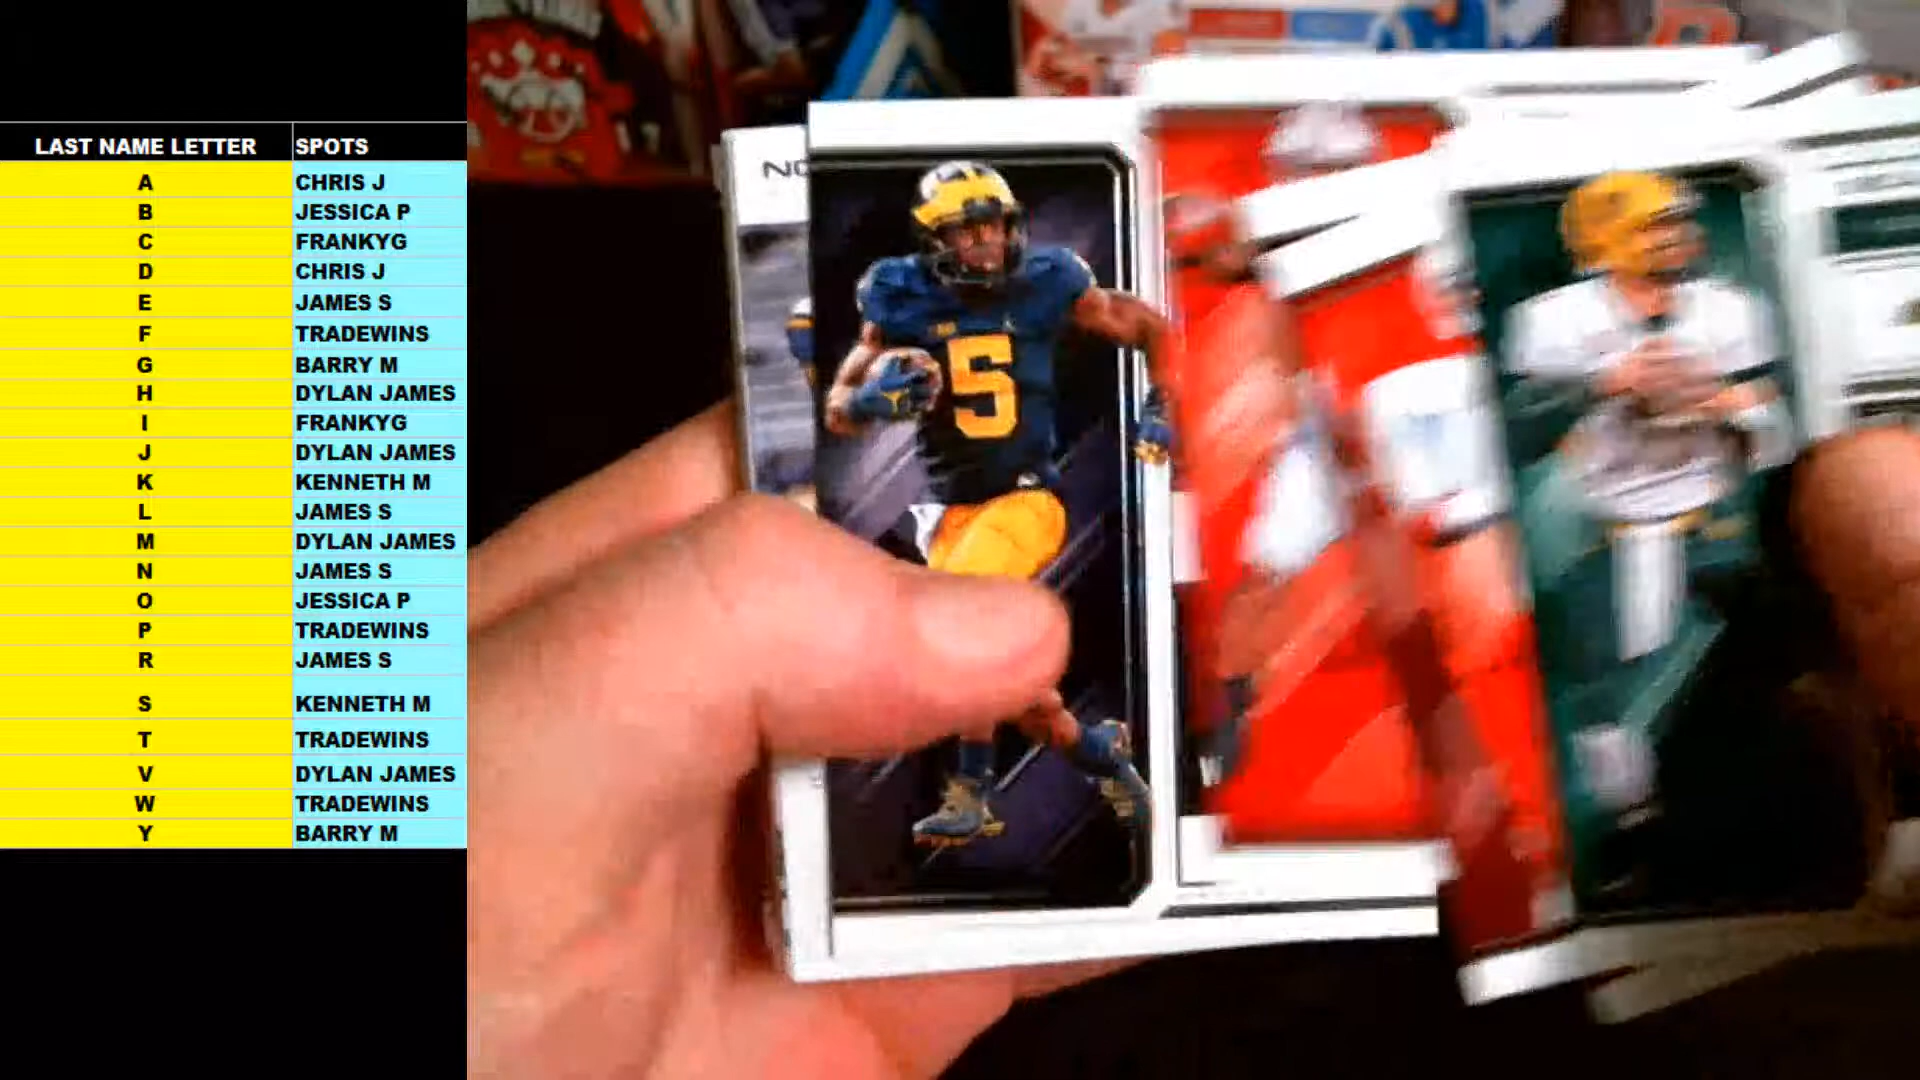 LAST NAME LETTER SPOTS
A CHRIS J
B JESSICA P
C FRANKYG
D CHRIS J
E JAMES S
F TRADEWINS
G BARRY M
H DYLAN JAMES
I FRANKYG
J DYLAN JAMES
K KENNETH M
L JAMES S
M DYLAN JAMES
N JAMES S
O JESSICA P
P TRADEWINS
R JAMES S
S KENNETH M
T TRADEWINS
V DYLAN JAMES
W TRADEWINS
Y BARRY M
5